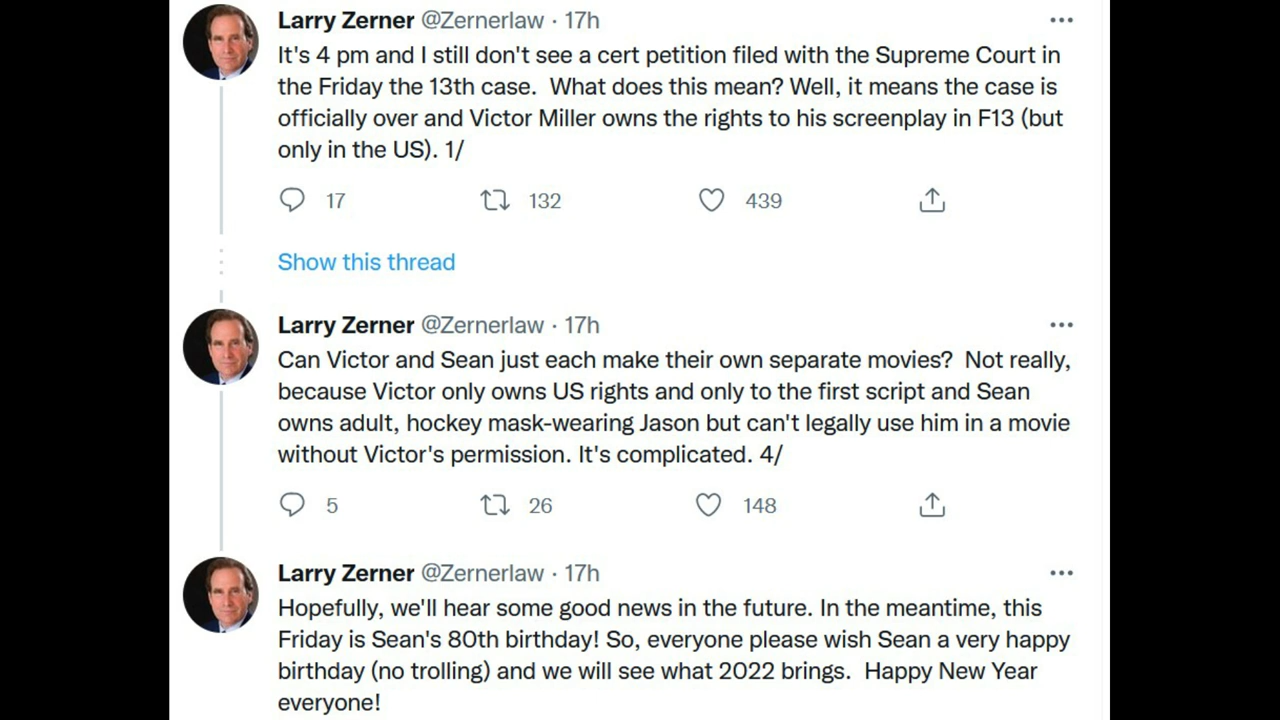 Larry Zerner @Zernerlaw · 17h
It's 4 pm and I still don't see a cert petition filed with the Supreme Court in
the Friday the 13th case.  What does this mean? Well, it means the case is
officially over and Victor Miller owns the rights to his screenplay in F13 (but
only in the US). 1/
17 132 439
Show this thread
Larry Zerner @Zernerlaw · 17h
Can Victor and Sean just each make their own separate movies?  Not really,
because Victor only owns US rights and only to the first script and Sean
owns adult, hockey mask-wearing Jason but can't legally use him in a movie
without Victor's permission. It's complicated. 4/
5 26 148
Larry Zerner @Zernerlaw · 17h
Hopefully, we'll hear some good news in the future. In the meantime, this
Friday is Sean's 80th birthday! So, everyone please wish Sean a very happy
birthday (no trolling) and we will see what 2022 brings.  Happy New Year
everyone!